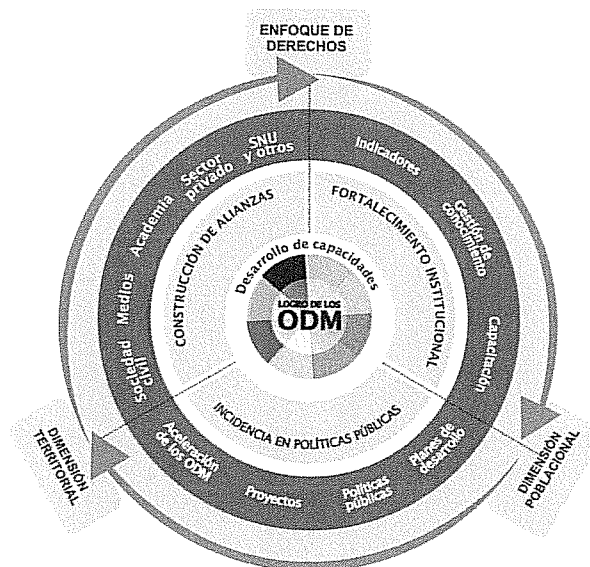 ENFOQUE DE
DERECHOS
SNU
y otros
Sector
privado
Academia
Medios
Sociedad
civil
Indicadores
Gestión de
conocimiento
Capacitación
Planes de
desarrollo
Políticas
públicas
Proyectos
Aceleración
de los ODM
CONSTRUCCIÓN DE ALIANZAS
FORTALECIMIENTO INSTITUCIONAL
INCIDENCIA EN POLÍTICAS PÚBLICAS
Desarrollo de capacidades
LOGRO DE LOS
ODM
DIMENSIÓN
TERRITORIAL
DIMENSIÓN
POBLACIONAL